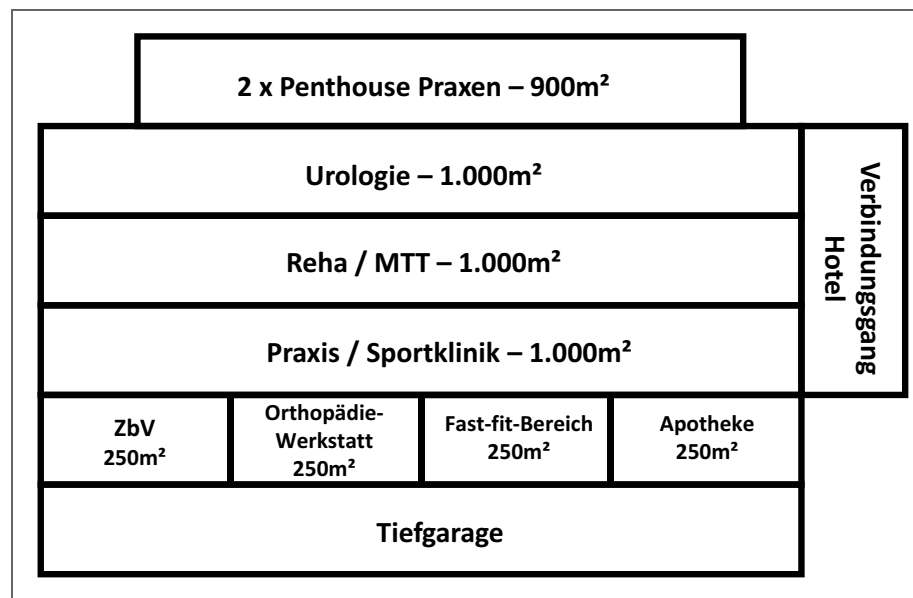 2 x Penthouse Praxen – 900m²
Urologie – 1.000m²
Reha / MTT – 1.000m²
Praxis / Sportklinik – 1.000m²
Verbindungsgang
Hotel
ZbV
250m²
Orthopädie-
Werkstatt
250m²
Fast-fit-Bereich
250m²
Apotheke
250m²
Tiefgarage